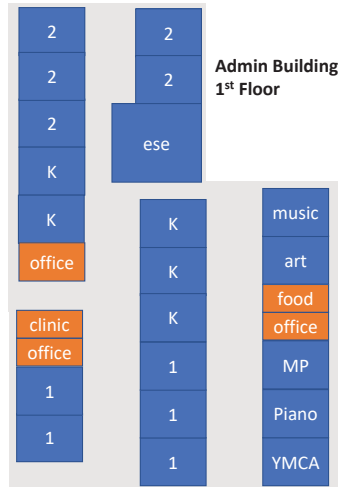 2
2
2
K
K
office
clinic
office
1
1
2
2
ese
K
K
K
1
1
1
Admin Building
1st Floor
music
art
food
office
MP
Piano
YMCA